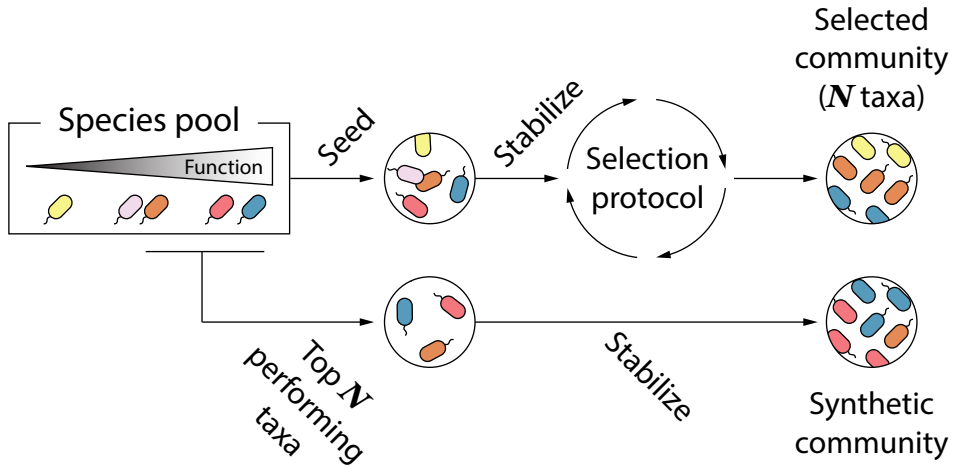 Species pool
Function
Seed
Stabilize
Selection
protocol
Selected
community
(N taxa)
Top N
performing
taxa
Stabilize
Synthetic
community